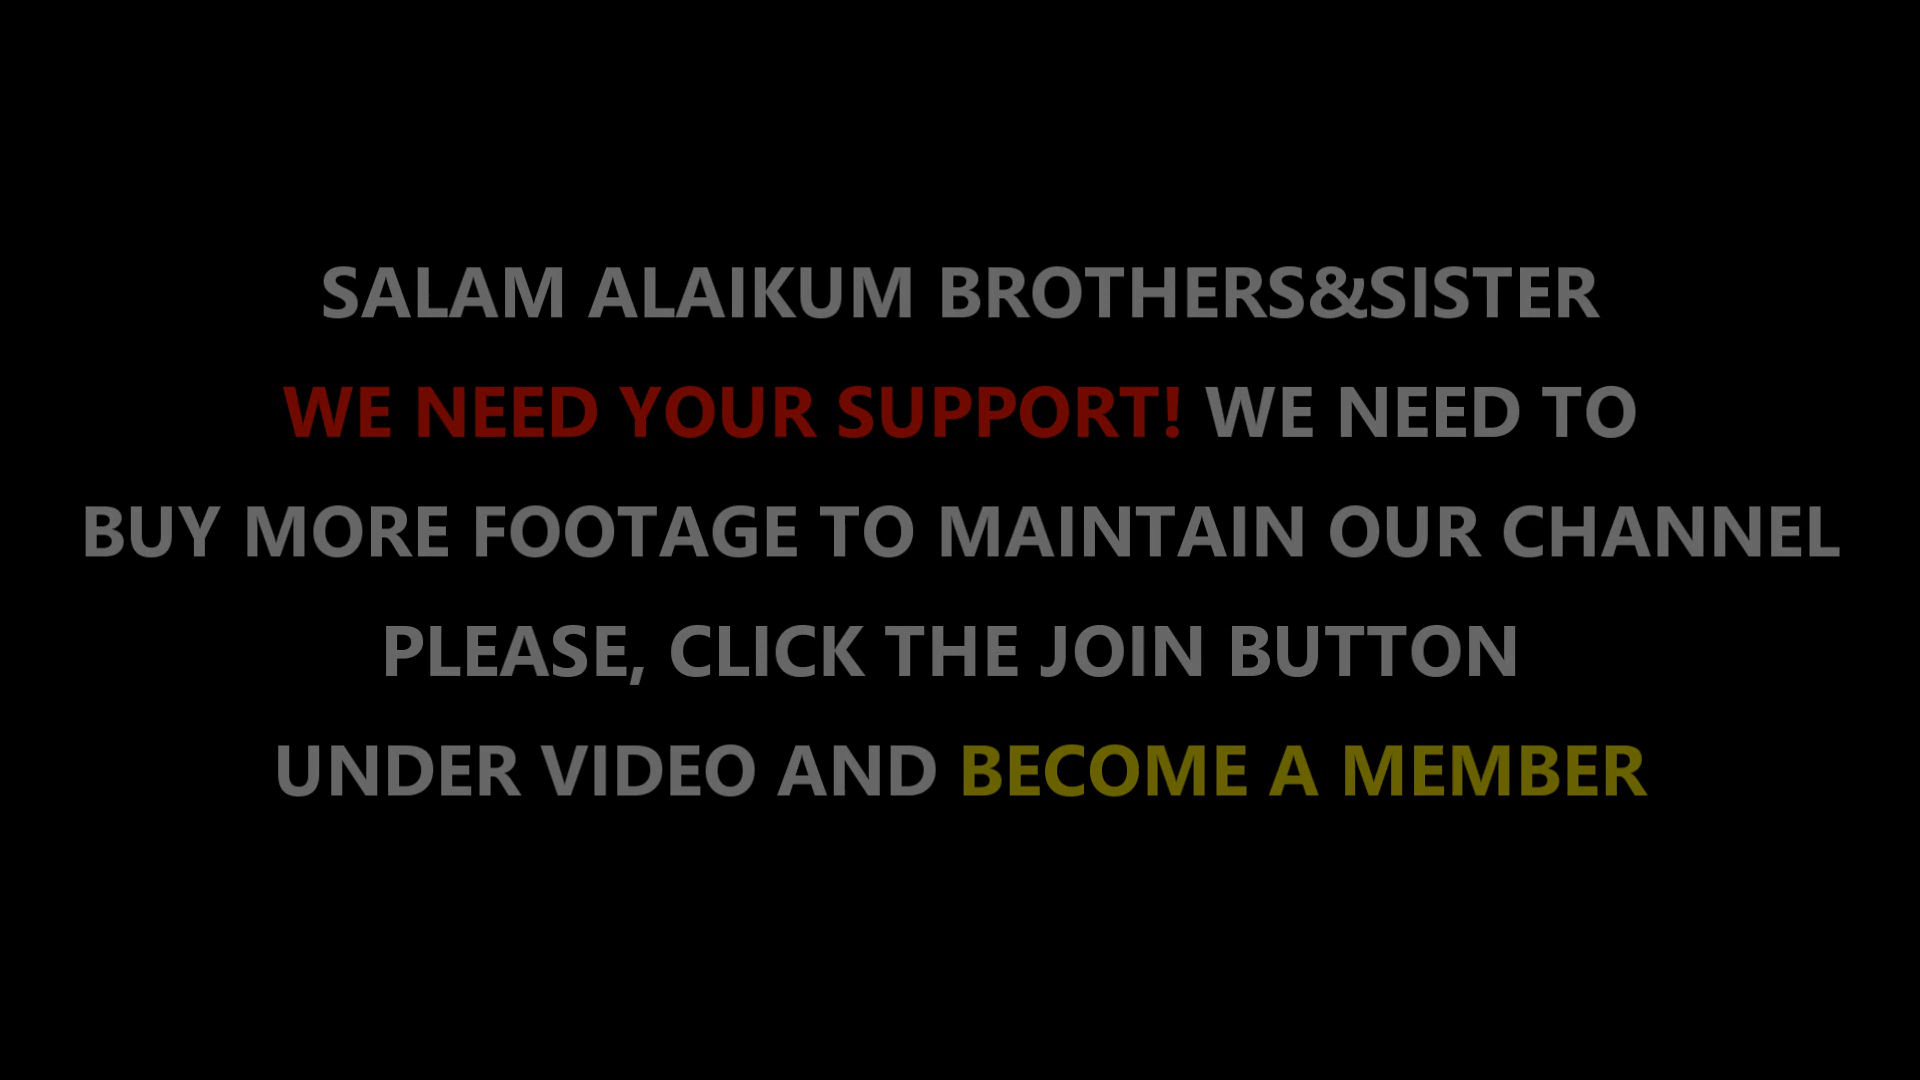 SALAM ALAIKUM BROTHERS&SISTER
WE NEED YOUR SUPPORT! WE NEED TO
BUY MORE FOOTAGE TO MAINTAIN OUR CHANNEL
PLEASE, CLICK THE JOIN BUTTON
UNDER VIDEO AND BECOME A MEMBER